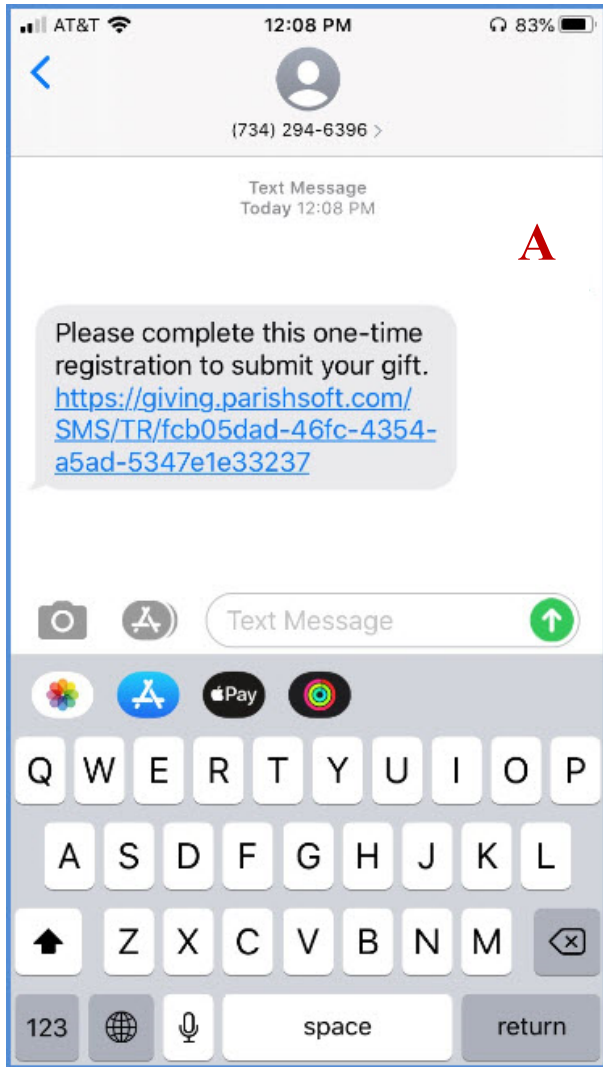 AT&T 12:08 PM 83%
(734) 294-6396 >
Text Message
Today 12:08 PM
A
Please complete this one-time
registration to submit your gift.
https://giving.parishsoft.com/
SMS/TR/fcb05dad-46fc-4354-
a5ad-5347e1e33237
Text Message
Pay
Q W E R T Y U I O P
A S D F G H J K L
Z X C V B N M
123 space return